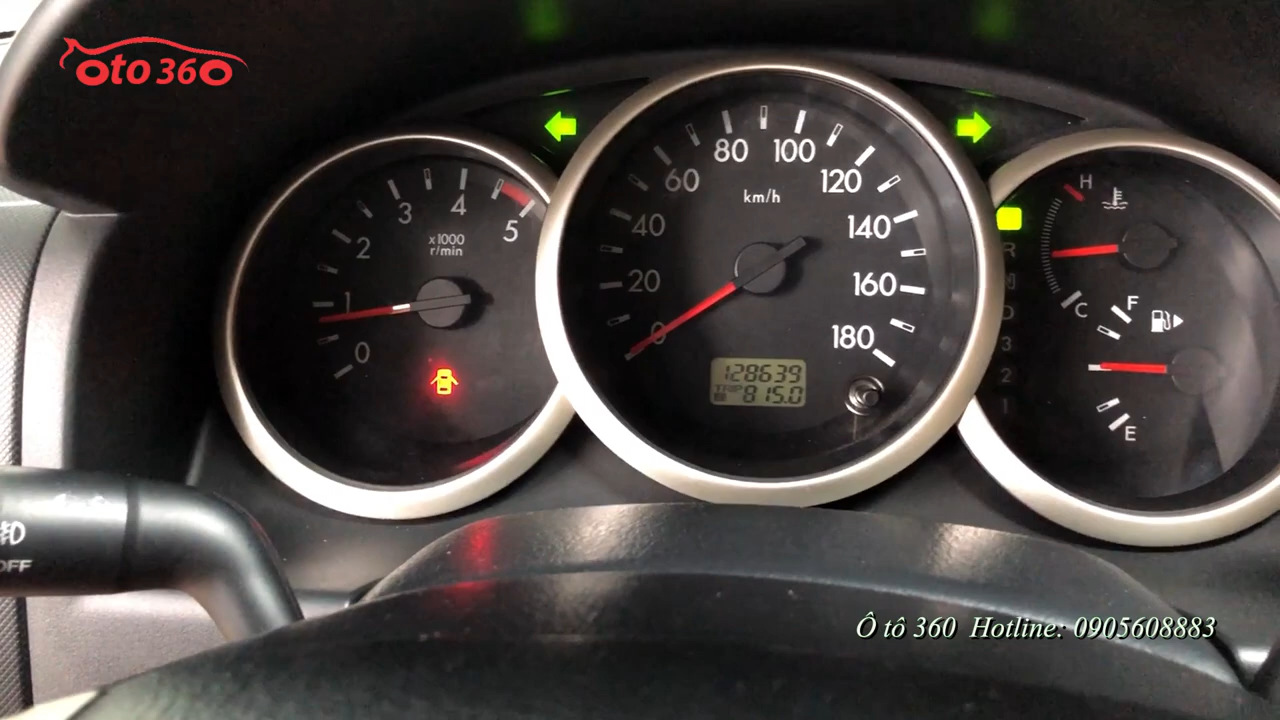 oto 360
80 100
60 120
40 140
20 160
0 180
km/h
128639
TRIP 815.0
3 4
2 5
1
0
x1000
r/min
H
C
F
E
R
D
3
2
1
OFF
Ô tô 360 Hotline: 0905608883